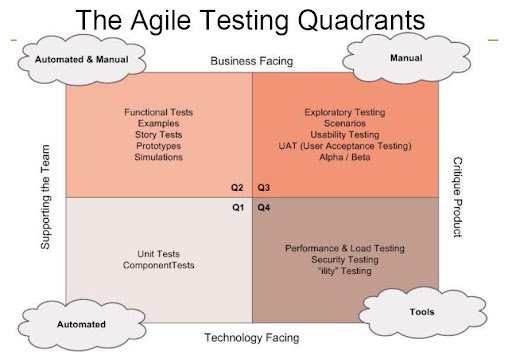 The Agile Testing Quadrants
Automated & Manual
Business Facing
Manual
Functional Tests
Examples
Story Tests
Prototypes
Simulations
Exploratory Testing
Scenarios
Usability Testing
UAT (User Acceptance Testing)
Alpha / Beta
Supporting the Team
Critique Product
Q2
Q3
Q1
Q4
Unit Tests
ComponentTests
Performance & Load Testing
Security Testing
“ility” Testing
Automated
Tools
Technology Facing